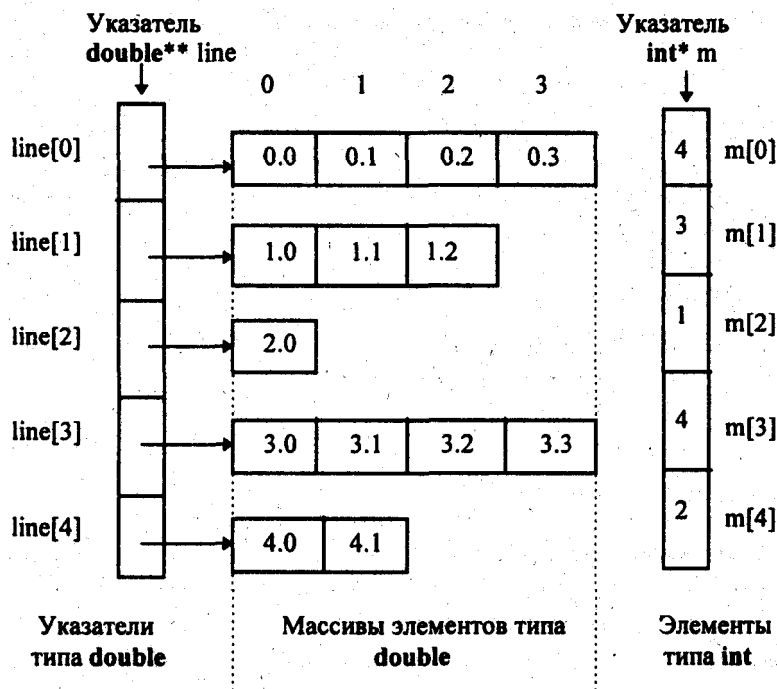 Указатель
double** line
Указатель
int* m
0 1 2 3
line[0] 0.0 0.1 0.2 0.3 4 m[0]
line[1] 1.0 1.1 1.2 3 m[1]
line[2] 2.0 1 m[2]
line[3] 3.0 3.1 3.2 3.3 4 m[3]
line[4] 4.0 4.1 2 m[4]
Указатели
типа double
Массивы элементов типа
double
Элементы
типа int